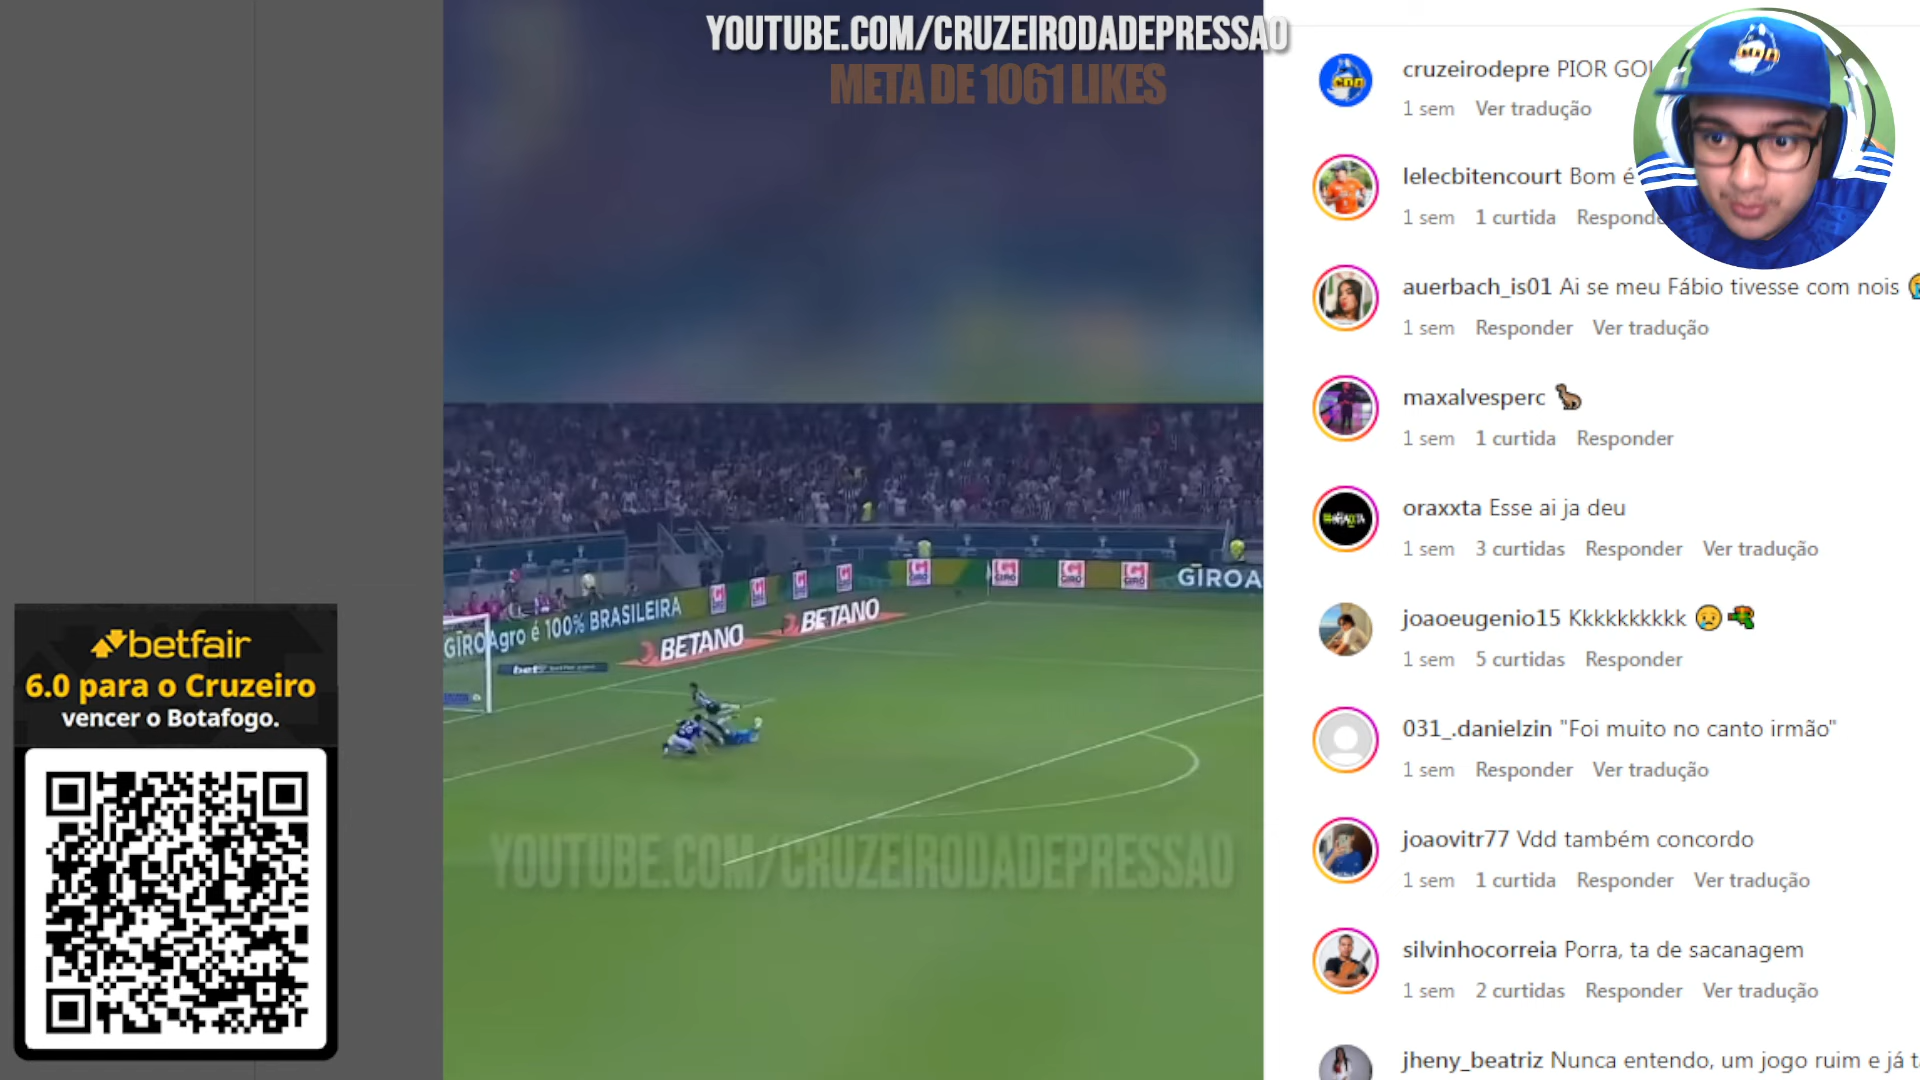 YOUTUBE.COM/CRUZEIRODADEPRESSAO
META DE 1061 LIKES
cruzeirodepre PIOR GOL
1 sem Ver tradução
lelecbitencourt Bom é
1 sem 1 curtida Responde
auerbach_is01 Ai se meu Fábio tivesse com nois
1 sem Responder Ver tradução
maxalvesperc
1 sem 1 curtida Responder
oraxxta Esse ai ja deu
1 sem 3 curtidas Responder Ver tradução
joaoeugenio15 Kkkkkkkkkk
1 sem 5 curtidas Responder
031_.danielzin "Foi muito no canto irmão"
1 sem Responder Ver tradução
joaovitr77 Vdd também concordo
1 sem 1 curtida Responder Ver tradução
silvinhocorreia Porra, ta de sacanagem
1 sem 2 curtidas Responder Ver tradução
jheny_beatriz Nunca entendo, um jogo ruim e já t
GIROAgro é 100% BRASILEIRA
GIRO GIRO GIRO GIRO
GIROA
BETANO BETANO
YOUTUBE.COM/CRUZEIRODADEPRESSAO
betfair
6.0 para o Cruzeiro
vencer o Botafogo.